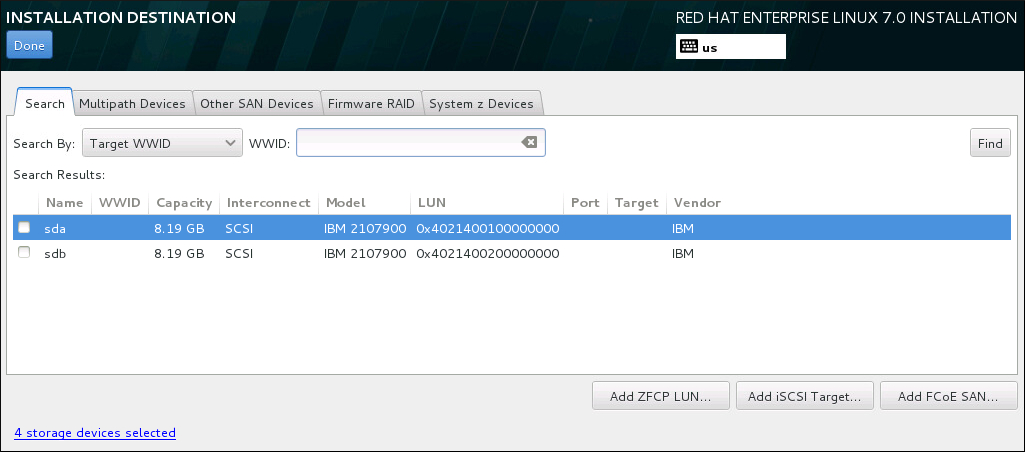 INSTALLATION DESTINATION
RED HAT ENTERPRISE LINUX 7.0 INSTALLATION
Done
us
Search Multipath Devices Other SAN Devices Firmware RAID System z Devices
Search By: Target WWID WWID: Find
Search Results:
Name WWID Capacity Interconnect Model LUN Port Target Vendor
sda 8.19 GB SCSI IBM 2107900 0x4021400100000000 IBM
sdb 8.19 GB SCSI IBM 2107900 0x4021400200000000 IBM
Add ZFCP LUN... Add iSCSI Target... Add FCoE SAN...
4 storage devices selected